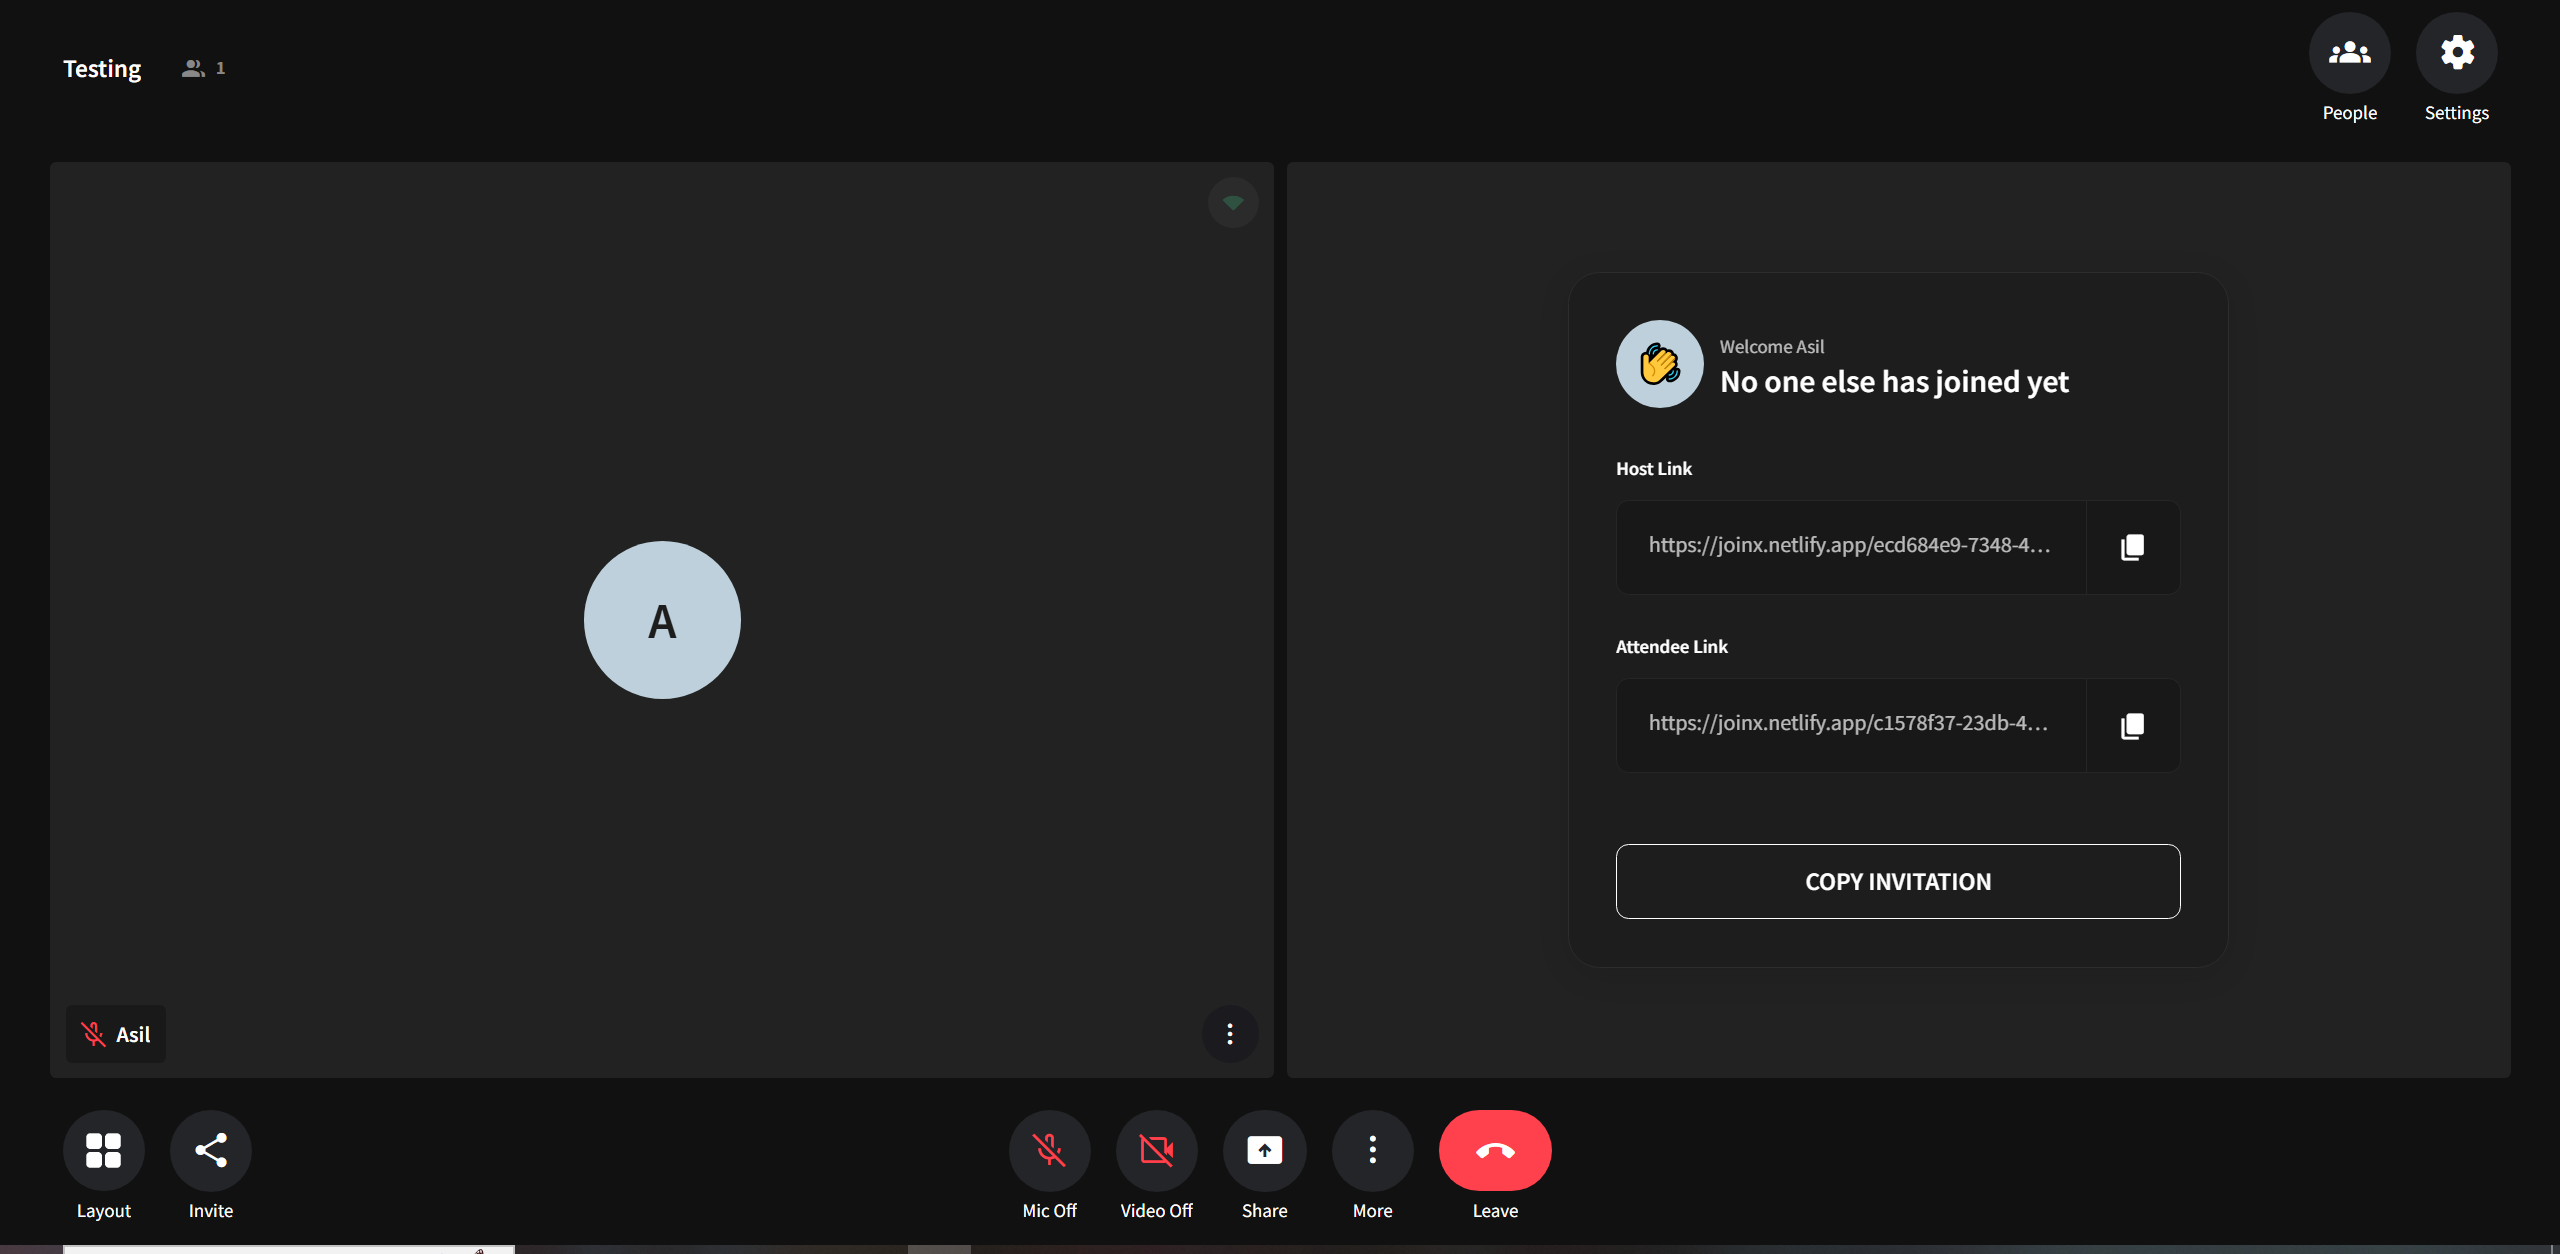 Testing
1
People
Settings
A
Asil
Welcome Asil
No one else has joined yet
Host Link
https://joinx.netlify.app/ecd684e9-7348-4...
Attendee Link
https://joinx.netlify.app/c1578f37-23db-4...
COPY INVITATION
Layout
Invite
Mic Off
Video Off
Share
More
Leave